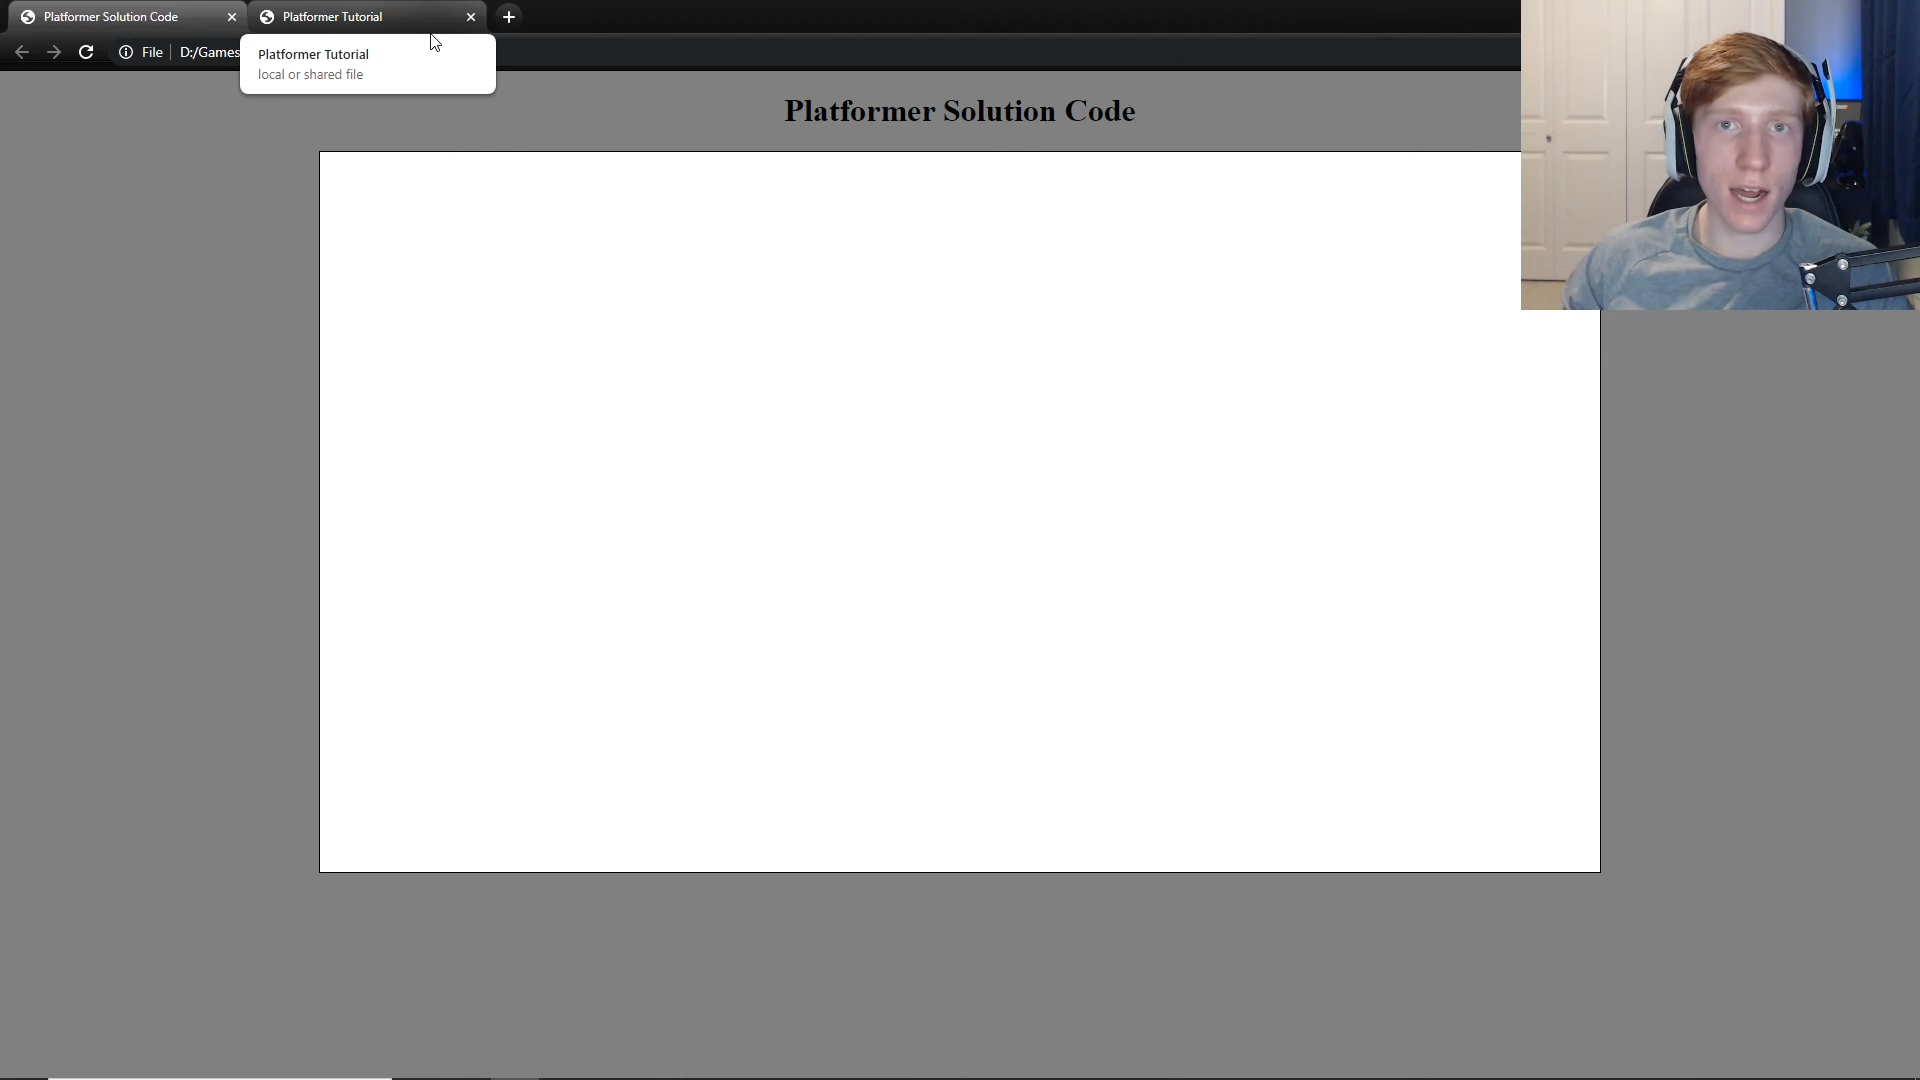 Platformer Solution Code
Platformer Tutorial
File
D:/Games
Platformer Tutorial
local or shared file
Platformer Solution Code